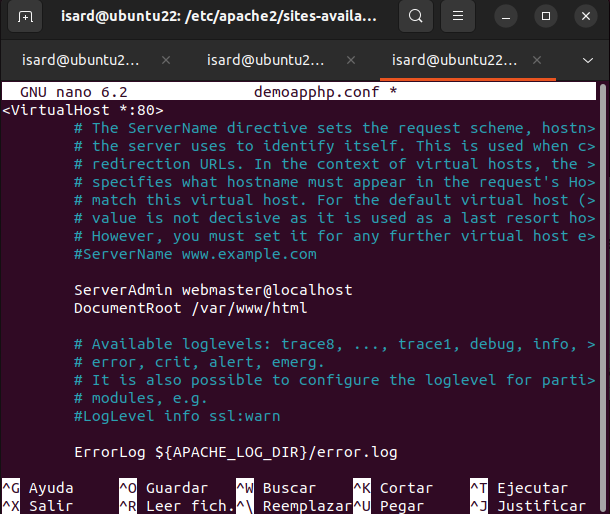 isard@ubuntu22: /etc/apache2/sites-availa...
isard@ubuntu2... × isard@ubuntu2... × isard@ubuntu22... ×
GNU nano 6.2 demoapphp.conf *
<VirtualHost *:80>
# The ServerName directive sets the request scheme, hostn>
# the server uses to identify itself. This is used when c>
# redirection URLs. In the context of virtual hosts, the >
# specifies what hostname must appear in the request's Ho>
# match this virtual host. For the default virtual host (>
# value is not decisive as it is used as a last resort ho>
# However, you must set it for any further virtual host e>
#ServerName www.example.com
ServerAdmin webmaster@localhost
DocumentRoot /var/www/html
# Available loglevels: trace8, ..., trace1, debug, info, >
# error, crit, alert, emerg.
# It is also possible to configure the loglevel for parti>
# modules, e.g.
#LogLevel info ssl:warn
ErrorLog ${APACHE_LOG_DIR}/error.log
^G Ayuda ^O Guardar ^W Buscar ^K Cortar ^T Ejecutar
^X Salir ^R Leer fich. ^\ Reemplazar ^U Pegar ^J Justificar